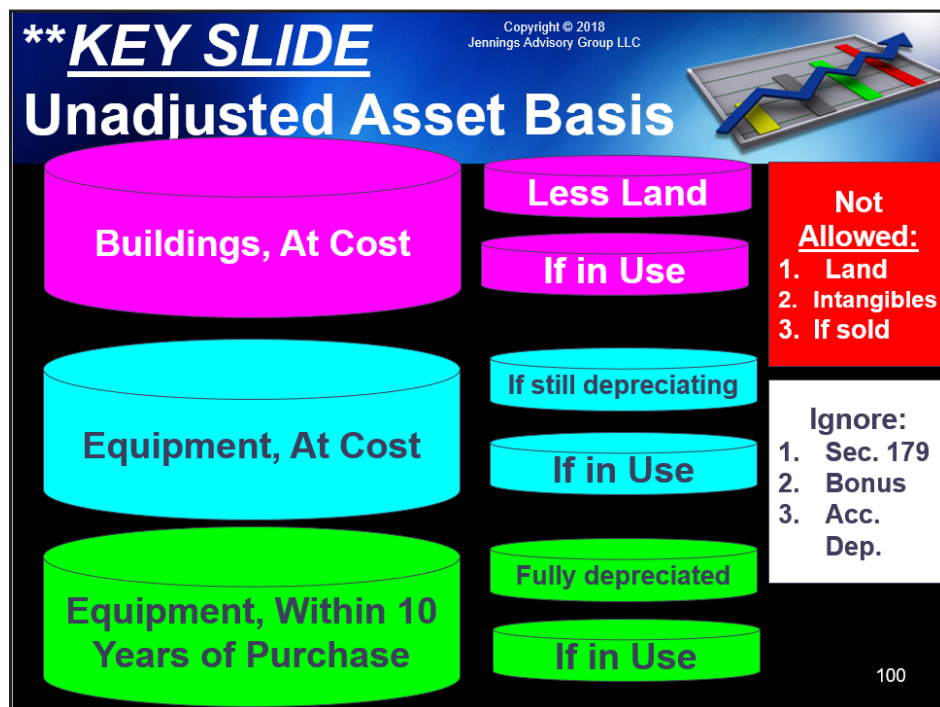 **KEY SLIDE
Copyright © 2018
Jennings Advisory Group LLC
Unadjusted Asset Basis
Buildings, At Cost
Less Land
If in Use
Not
Allowed:
1. Land
2. Intangibles
3. If sold
Equipment, At Cost
If still depreciating
If in Use
Ignore:
1. Sec. 179
2. Bonus
3. Acc.
Dep.
Equipment, Within 10
Years of Purchase
Fully depreciated
If in Use
100